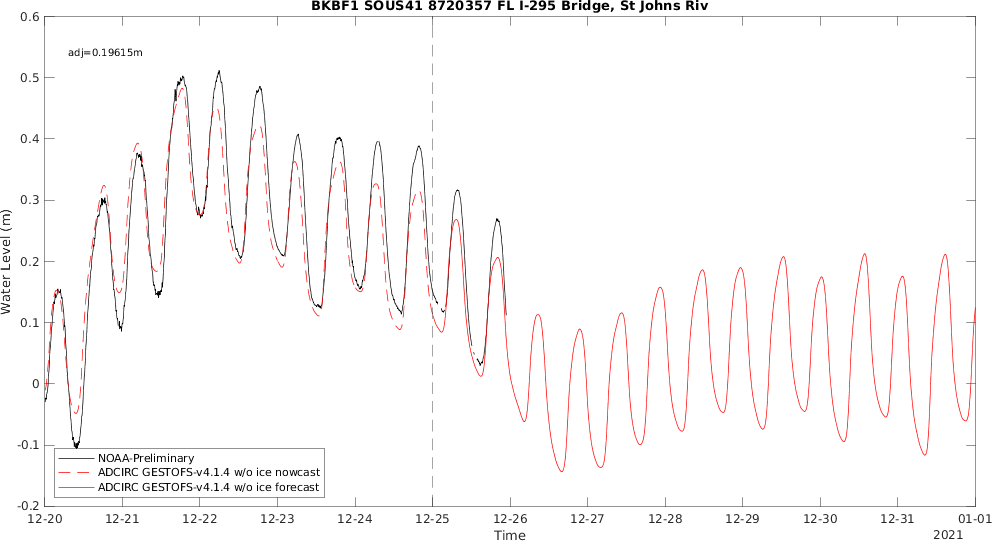 BKBF1 SOUS41 8720357 FL I-295 Bridge, St Johns Riv
0.6
adj=0.19615m
0.5
0.4
0.3
0.2
0.1
0
-0.1
-0.2
Water Level (m)
NOAA-Preliminary
ADCIRC GESTOFS-v4.1.4 w/o ice nowcast
ADCIRC GESTOFS-v4.1.4 w/o ice forecast
12-20 12-21 12-22 12-23 12-24 12-25 12-26 12-27 12-28 12-29 12-30 12-31 01-01
Time
2021